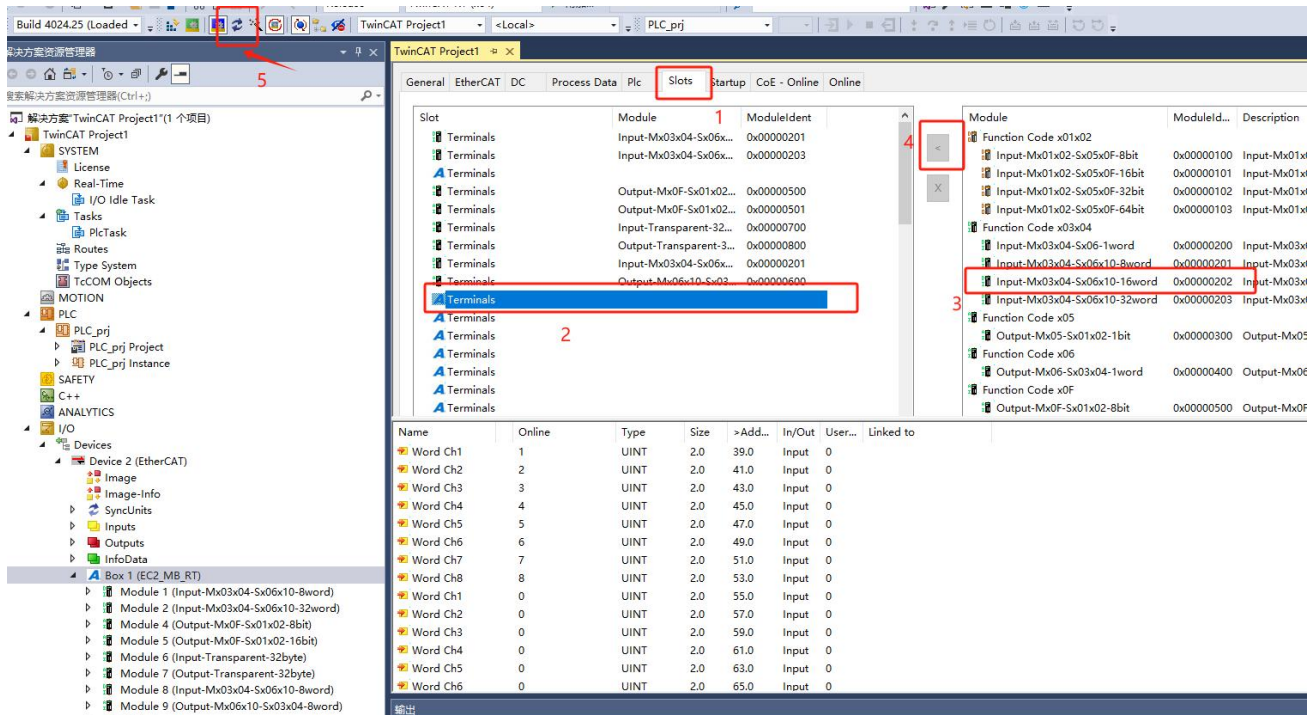 Build 4024.25 (Loaded
TwinCAT Project1
<Local>
PLC_prj
解决方案资源管理器
5
搜索解决方案资源管理器(Ctrl+;)
解决方案"TwinCAT Project1"(1 个项目)
TwinCAT Project1
SYSTEM
License
Real-Time
I/O Idle Task
Tasks
PlcTask
Routes
Type System
TcCOM Objects
MOTION
PLC
PLC_prj
PLC_prj Project
PLC_prj Instance
SAFETY
C++
ANALYTICS
I/O
Devices
Device 2 (EtherCAT)
Image
Image-Info
SyncUnits
Inputs
Outputs
InfoData
Box 1 (EC2_MB_RT)
Module 1 (Input-Mx03x04-Sx06x10-8word)
Module 2 (Input-Mx03x04-Sx06x10-32word)
Module 4 (Output-Mx0F-Sx01x02-8bit)
Module 5 (Output-Mx0F-Sx01x02-16bit)
Module 6 (Input-Transparent-32byte)
Module 7 (Output-Transparent-32byte)
Module 8 (Input-Mx03x04-Sx06x10-8word)
Module 9 (Output-Mx06x10-Sx03x04-8word)
TwinCAT Project1
General EtherCAT DC Process Data Plc Slots Startup CoE - Online Online
1
Slot Module ModuleIdent
Terminals Input-Mx03x04-Sx06x... 0x00000201
Terminals Input-Mx03x04-Sx06x... 0x00000203
Terminals
Terminals Output-Mx0F-Sx01x02... 0x00000500
Terminals Output-Mx0F-Sx01x02... 0x00000501
Terminals Input-Transparent-32... 0x00000700
Terminals Output-Transparent-3... 0x00000800
Terminals Input-Mx03x04-Sx06x... 0x00000201
Terminals Output-Mx06x10-Sx03... 0x00000600
Terminals
Terminals
2
Terminals
Terminals
Terminals
Terminals
Terminals
4
<
X
Module ModuleId... Description
Function Code x01x02
Input-Mx01x02-Sx05x0F-8bit 0x00000100 Input-Mx01x
Input-Mx01x02-Sx05x0F-16bit 0x00000101 Input-Mx01x
Input-Mx01x02-Sx05x0F-32bit 0x00000102 Input-Mx01x
Input-Mx01x02-Sx05x0F-64bit 0x00000103 Input-Mx01x
Function Code x03x04
Input-Mx03x04-Sx06-1word 0x00000200 Input-Mx03x
Input-Mx03x04-Sx06x10-8word 0x00000201 Input-Mx03x
Input-Mx03x04-Sx06x10-16word 0x00000202 Input-Mx03x
3
Input-Mx03x04-Sx06x10-32word 0x00000203 Input-Mx03x
Function Code x05
Output-Mx05-Sx01x02-1bit 0x00000300 Output-Mx05
Function Code x06
Output-Mx06-Sx03x04-1word 0x00000400 Output-Mx06
Function Code x0F
Output-Mx0F-Sx01x02-8bit 0x00000500 Output-Mx0F
Name Online Type Size >Add... In/Out User... Linked to
Word Ch1 1 UINT 2.0 39.0 Input 0
Word Ch2 2 UINT 2.0 41.0 Input 0
Word Ch3 3 UINT 2.0 43.0 Input 0
Word Ch4 4 UINT 2.0 45.0 Input 0
Word Ch5 5 UINT 2.0 47.0 Input 0
Word Ch6 6 UINT 2.0 49.0 Input 0
Word Ch7 7 UINT 2.0 51.0 Input 0
Word Ch8 8 UINT 2.0 53.0 Input 0
Word Ch1 0 UINT 2.0 55.0 Input 0
Word Ch2 0 UINT 2.0 57.0 Input 0
Word Ch3 0 UINT 2.0 59.0 Input 0
Word Ch4 0 UINT 2.0 61.0 Input 0
Word Ch5 0 UINT 2.0 63.0 Input 0
Word Ch6 0 UINT 2.0 65.0 Input 0
输出